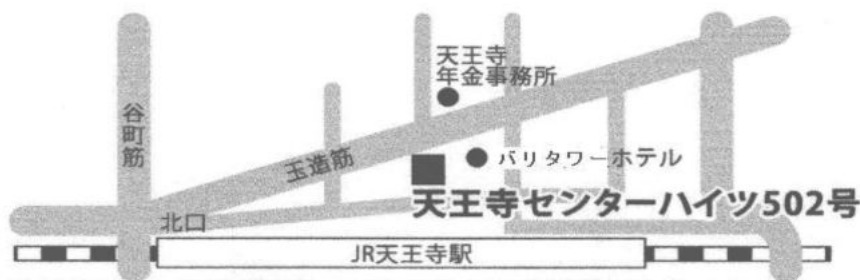 天王寺
年金事務所
谷町筋
玉造筋
バリタワーホテル
天王寺センターハイツ502号
北口
JR天王寺駅